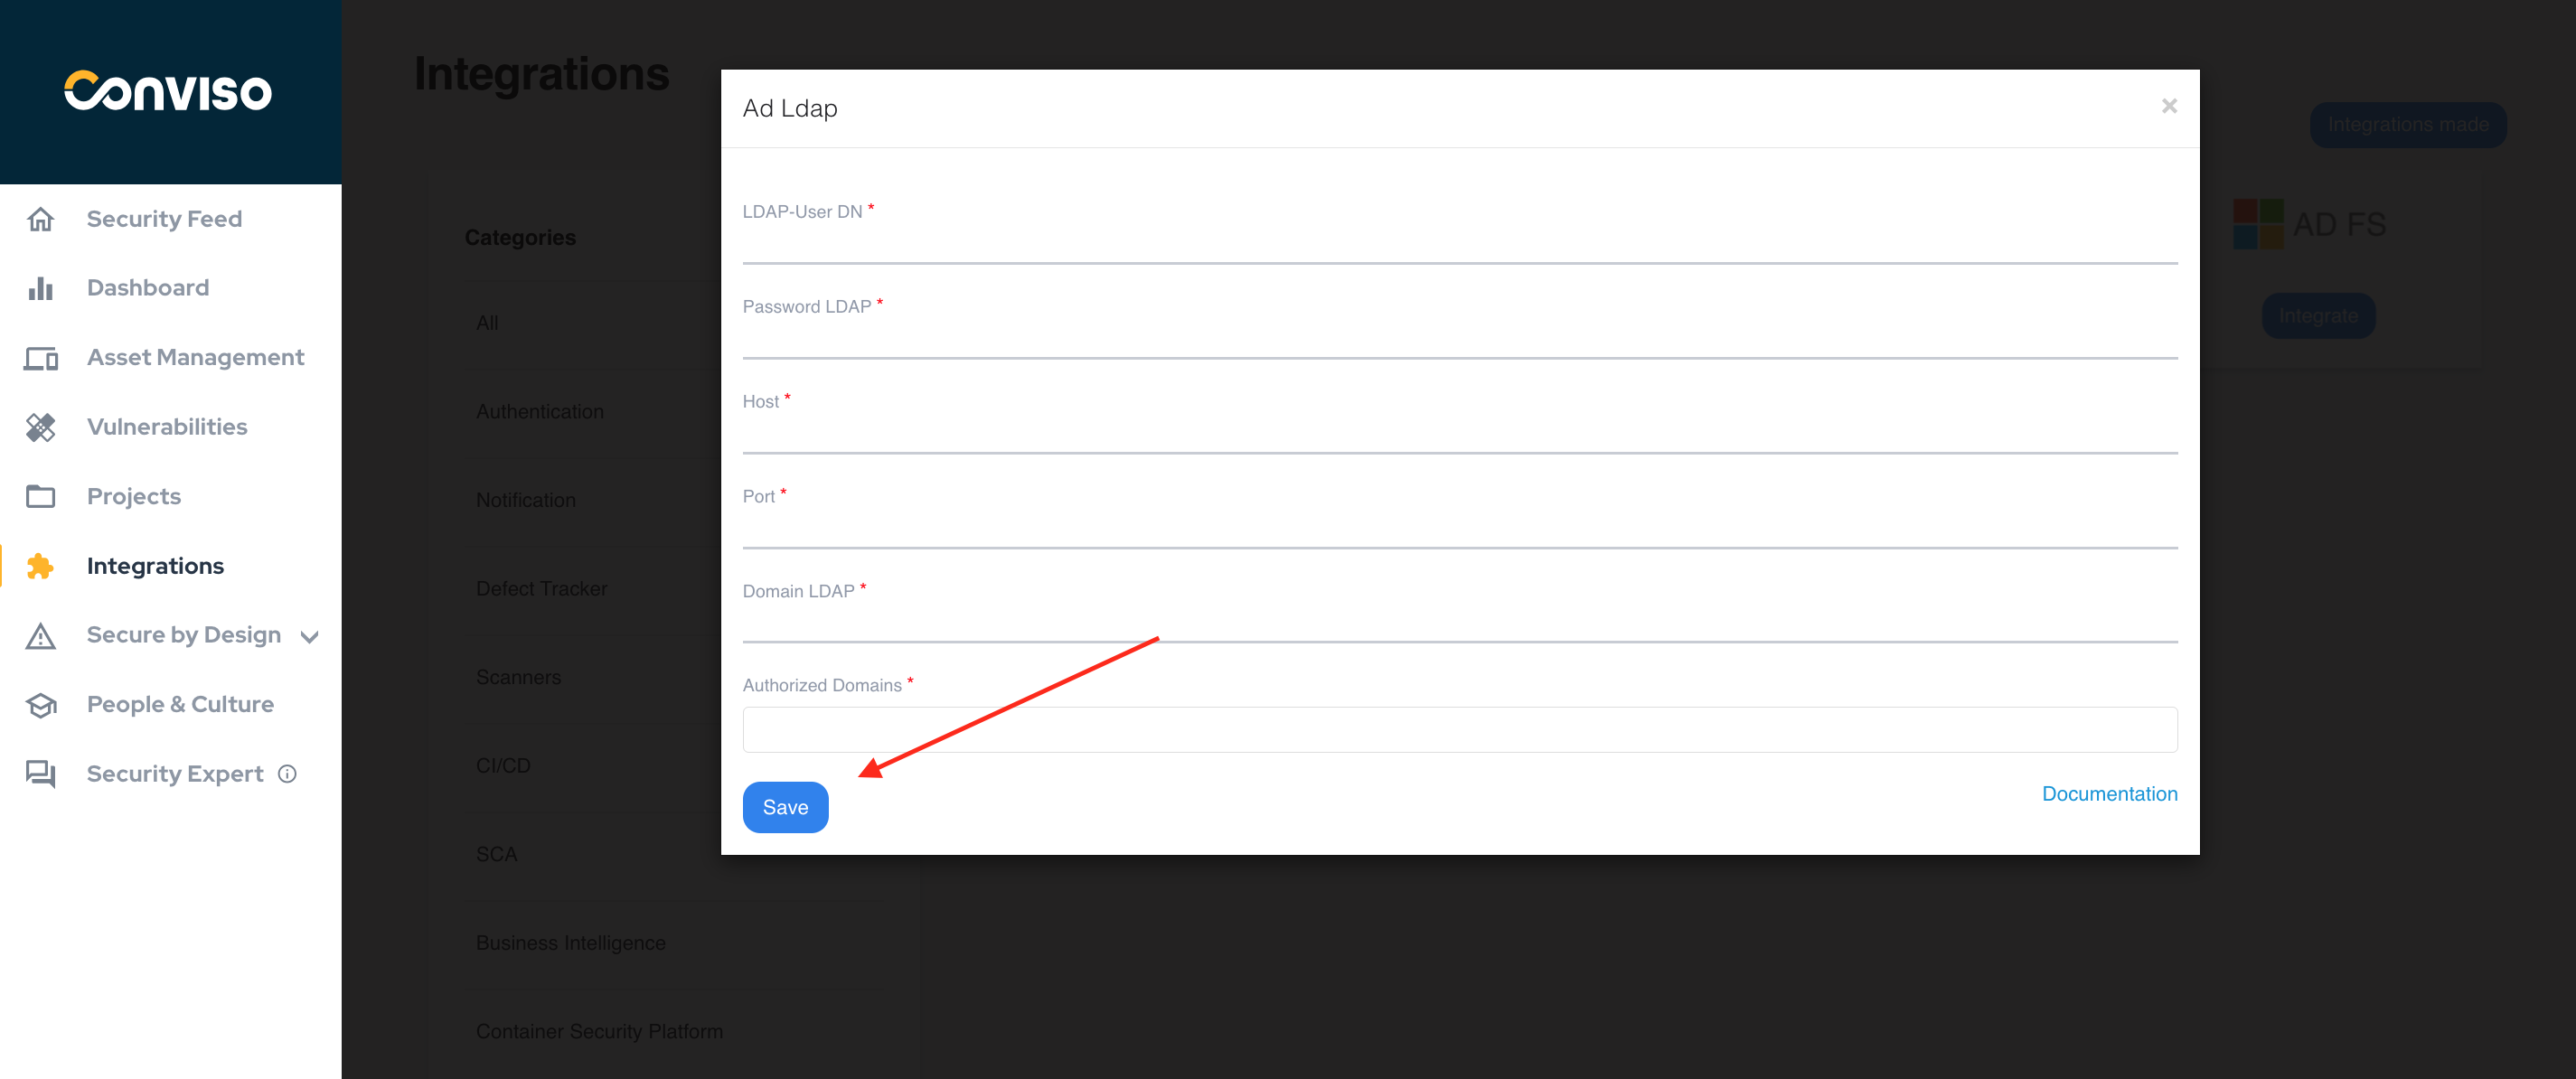 Conviso
Security Feed
Dashboard
Asset Management
Vulnerabilities
Projects
Integrations
Secure by Design
People & Culture
Security Expert
Integrations
Integrations made
Categories
All
Authentication
Notification
Defect Tracker
Scanners
CI/CD
SCA
Business Intelligence
Container Security Platform
AD FS
Integrate
Ad Ldap
×
LDAP-User DN *
Password LDAP *
Host *
Port *
Domain LDAP *
Authorized Domains *
Save
Documentation